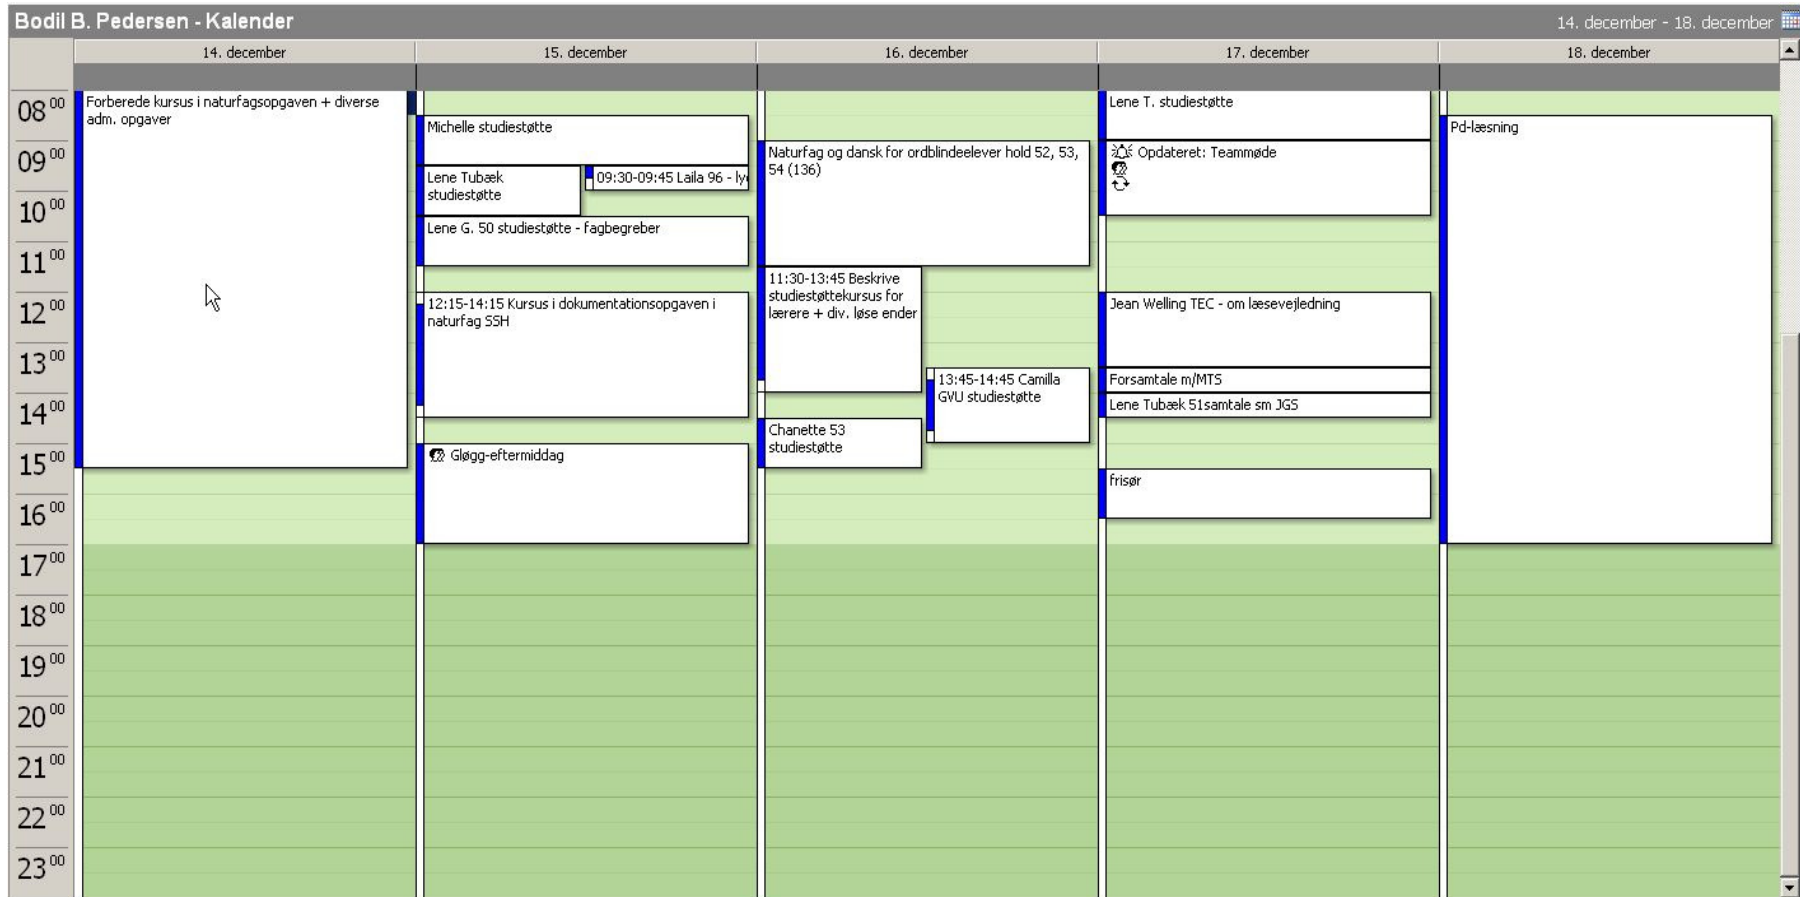 Bodil B. Pedersen - Kalender
14. december - 18. december
14. december
15. december
16. december
17. december
18. december
08 00
09 00
10 00
11 00
12 00
13 00
14 00
15 00
16 00
17 00
18 00
19 00
20 00
21 00
22 00
23 00
Forberede kursus i naturfagsopgaven + diverse
adm. opgaver
Michelle studiestøtte
Lene Tubæk
studiestøtte
09:30-09:45 Laila 96 -
Lene G. 50 studiestøtte - fagbegreber
12:15-14:15 Kursus i dokumentationsopgaven i
naturfag SSH
Gløgg-eftermiddag
Naturfag og dansk for ordblindeelever hold 52, 53,
54 (136)
11:30-13:45 Beskrive
studiestøttekursus for
lærere + div. løse ender
13:45-14:45 Camilla
GVU studiestøtte
Chanette 53
studiestøtte
Lene T. studiestøtte
Opdateret: Teammøde
Jean Welling TEC - om læsevejledning
Forsamtale m/MTS
Lene Tubæk 51samtale sm JGS
frisør
Pd-læsning